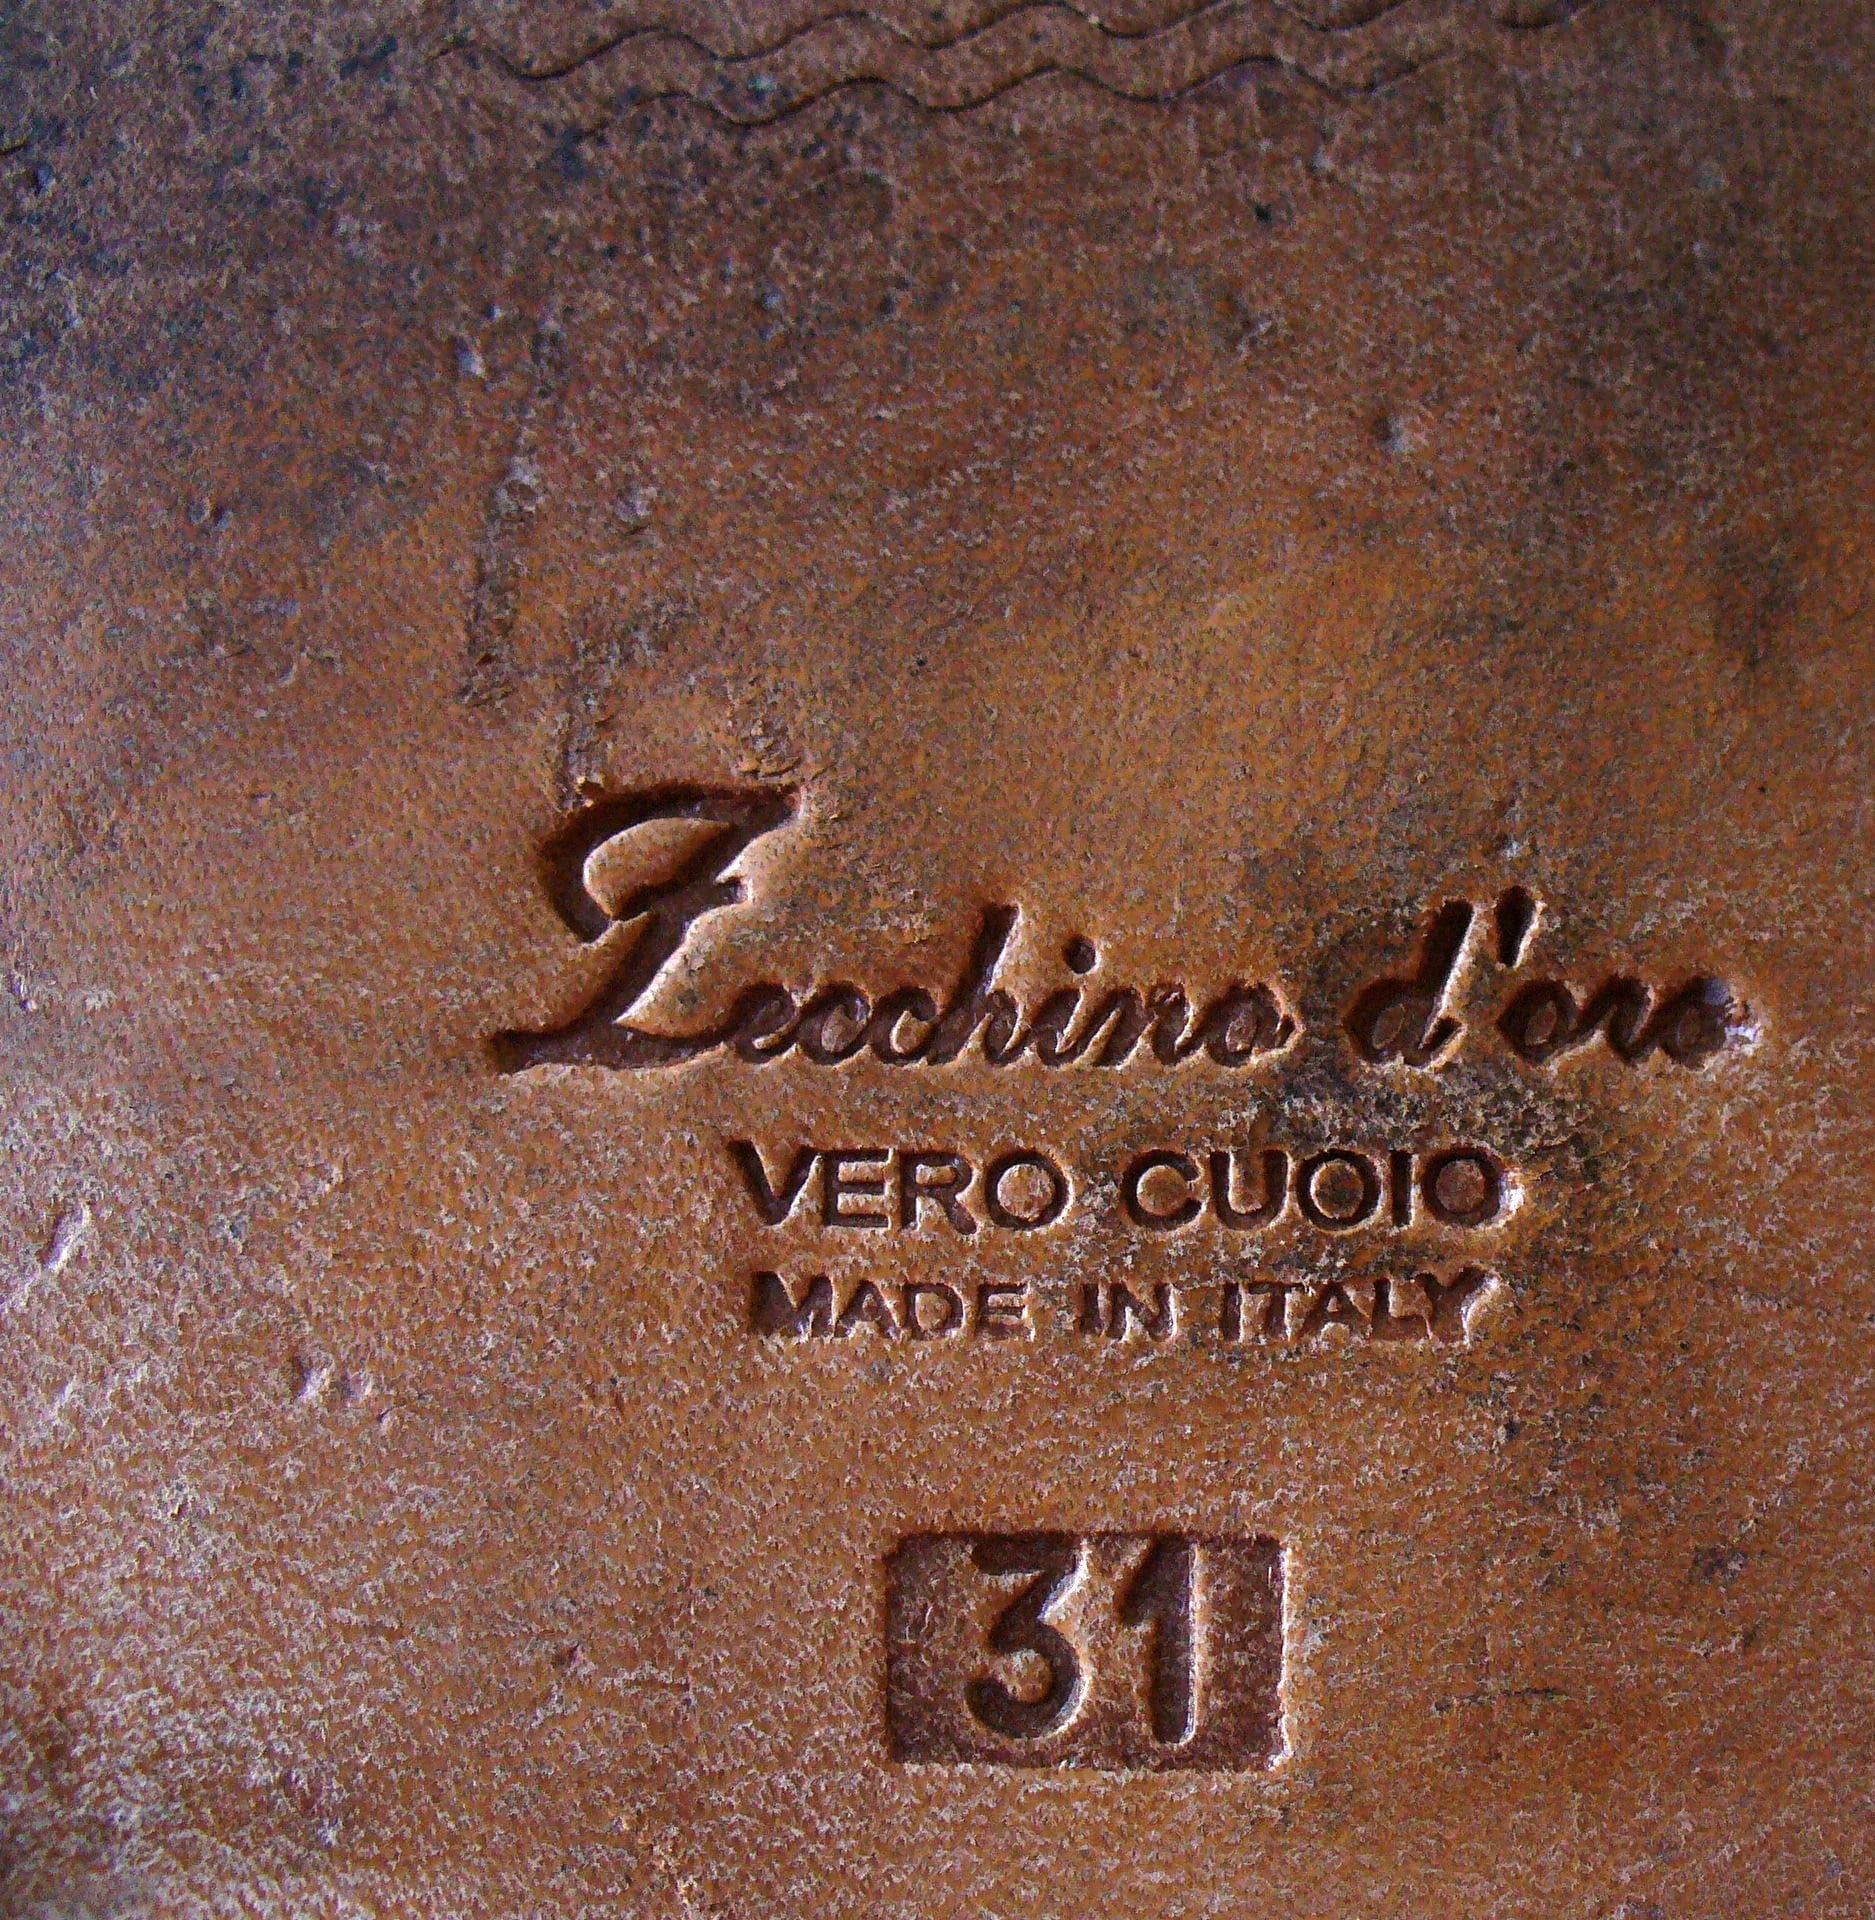 Zecchino d'oro
VERO CUOIO
MADE IN ITALY
31